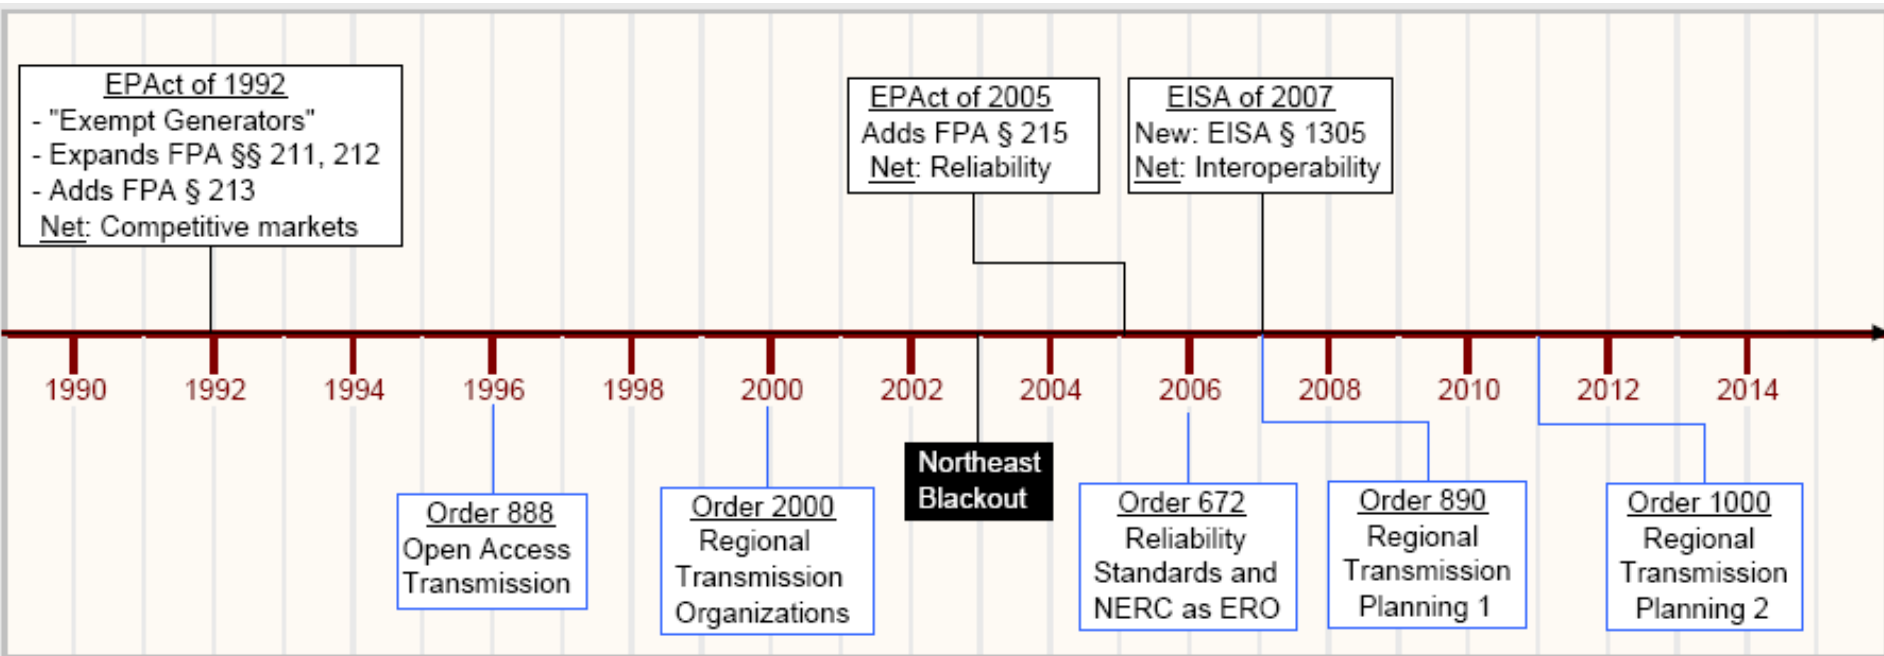 EPAct of 1992
- "Exempt Generators"
- Expands FPA §§ 211, 212
- Adds FPA § 213
Net: Competitive markets
EPAct of 2005
Adds FPA § 215
Net: Reliability
EISA of 2007
New: EISA § 1305
Net: Interoperability
1990 1992 1994 1996 1998 2000 2002 2004 2006 2008 2010 2012 2014
Order 888
Open Access
Transmission
Order 2000
Regional
Transmission
Organizations
Northeast
Blackout
Order 672
Reliability
Standards and
NERC as ERO
Order 890
Regional
Transmission
Planning 1
Order 1000
Regional
Transmission
Planning 2